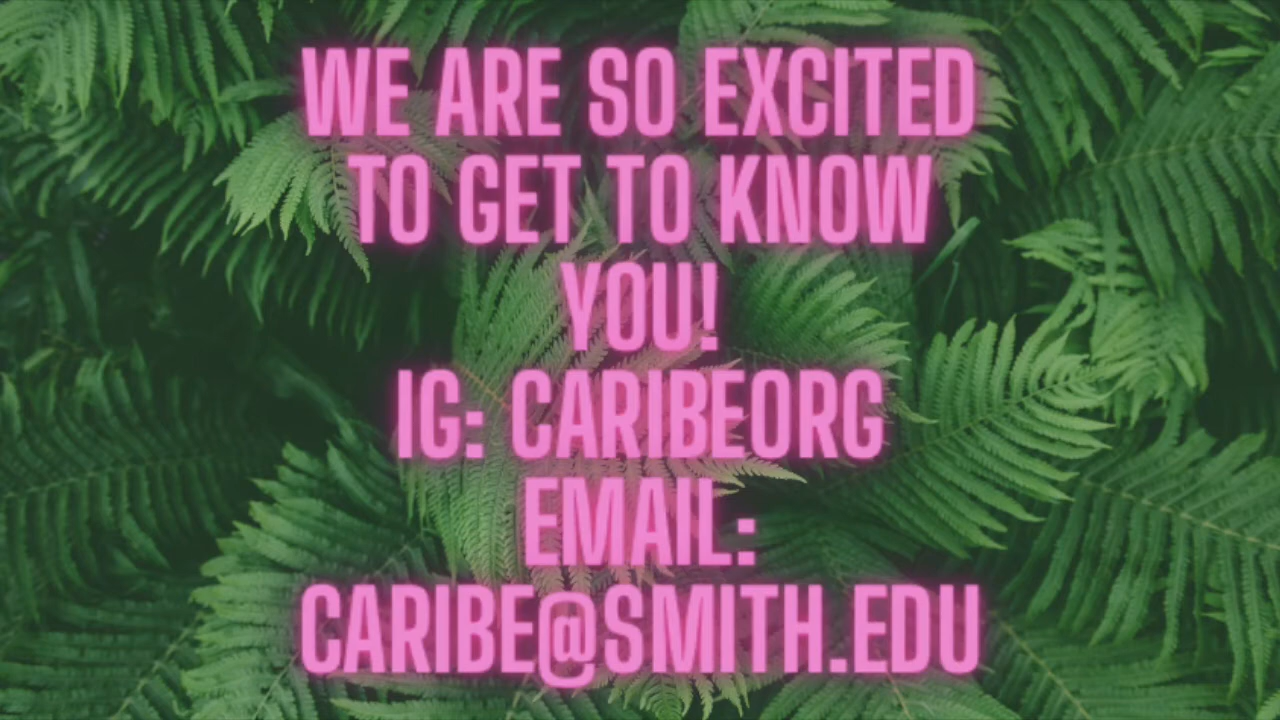 WE ARE SO EXCITED
TO GET TO KNOW
YOU!
IG: CARIBEORG
EMAIL:
CARIBE@SMITH.EDU